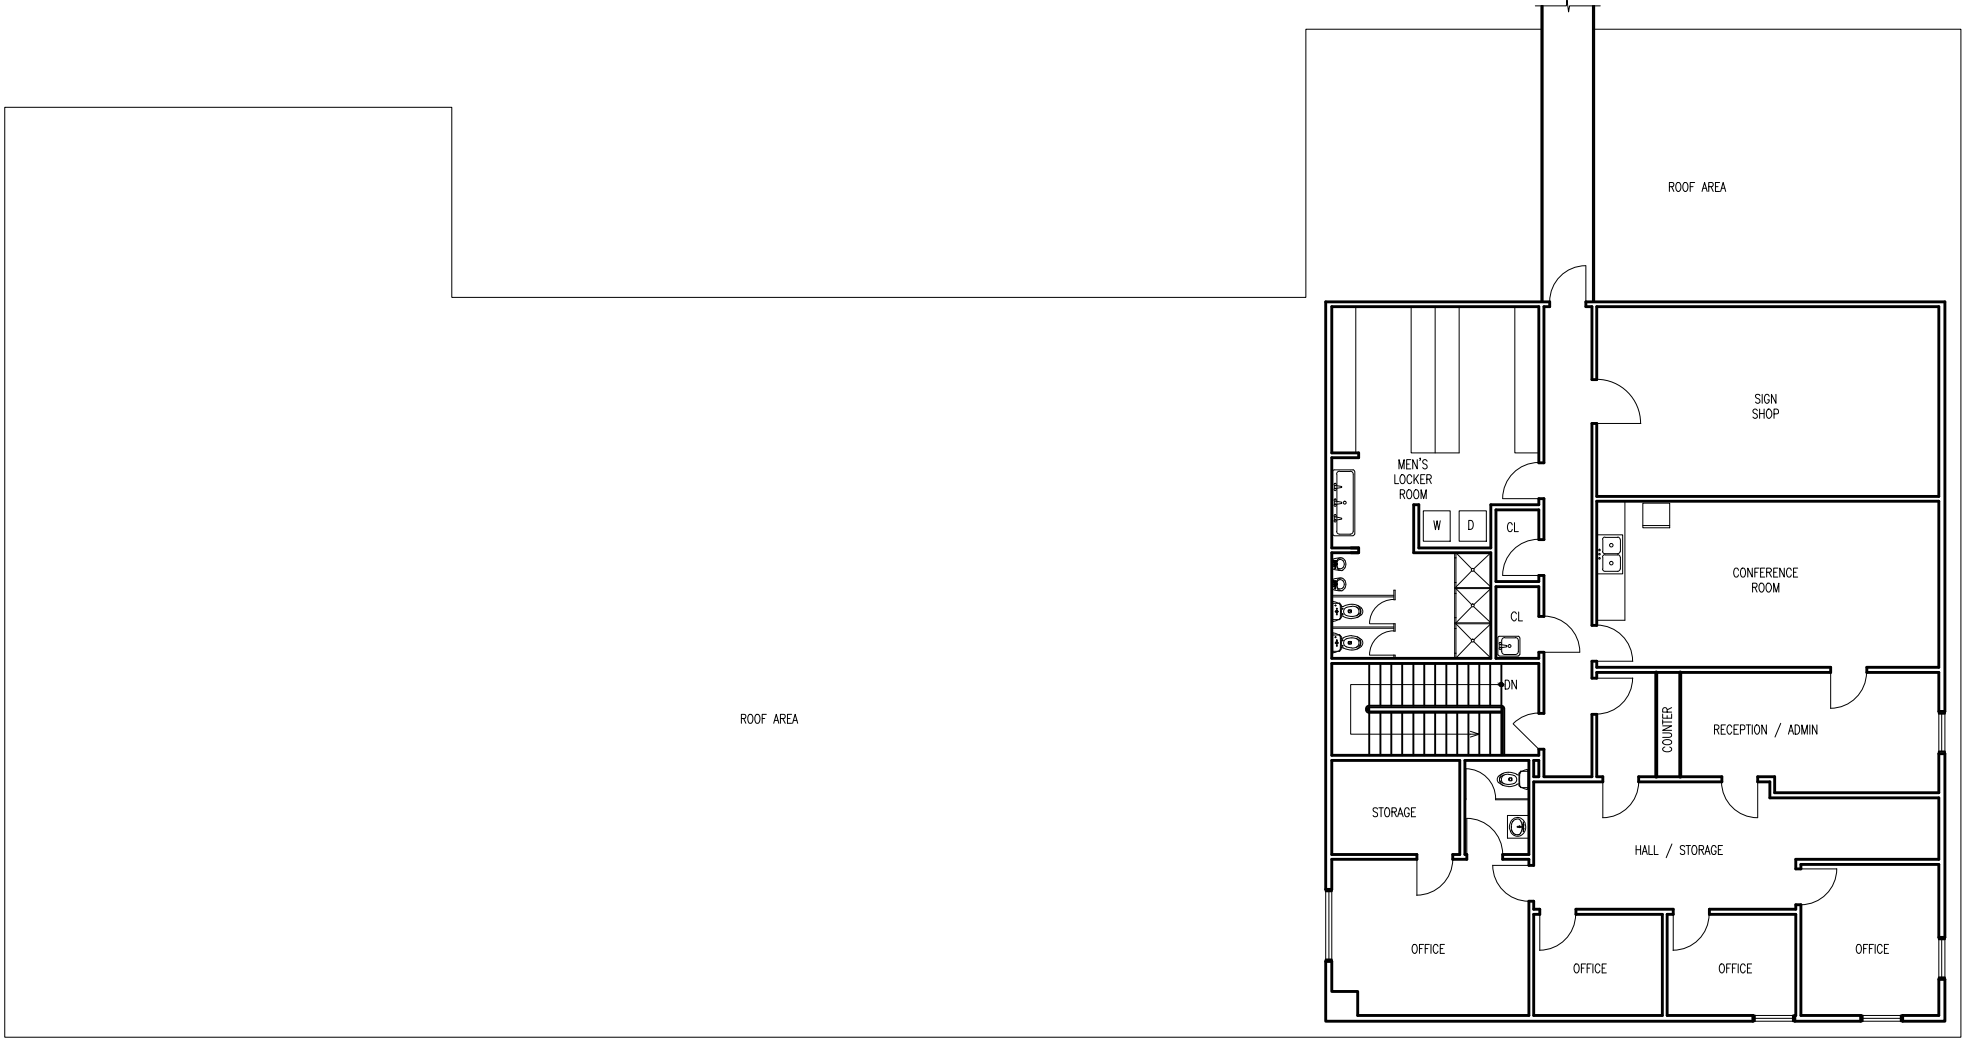 ROOF AREA
SIGN
SHOP
MEN'S
LOCKER
ROOM
W
D
CL
CONFERENCE
ROOM
CL
DN
ROOF AREA
COUNTER
RECEPTION / ADMIN
STORAGE
HALL / STORAGE
OFFICE
OFFICE
OFFICE
OFFICE